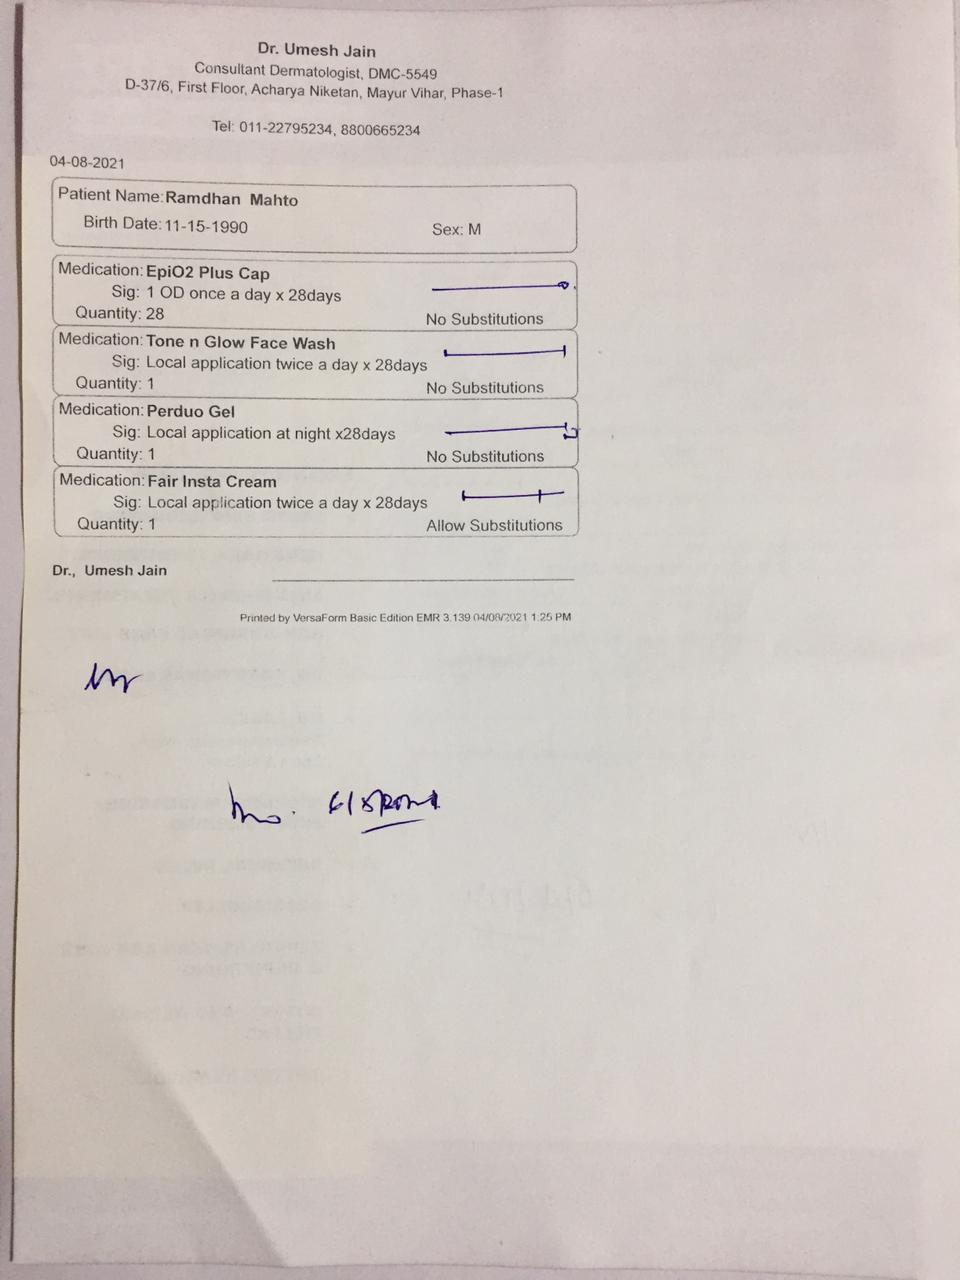 Dr. Umesh Jain
Consultant Dermatologist, DMC-5549
D-37/6, First Floor, Acharya Niketan, Mayur Vihar, Phase-1
Tel: 011-22795234, 8800665234
04-08-2021
Patient Name: Ramdhan Mahto
Birth Date: 11-15-1990 Sex: M
Medication: EpiO2 Plus Cap
Sig: 1 OD once a day x 28days
Quantity: 28 No Substitutions
Medication: Tone n Glow Face Wash
Sig: Local application twice a day x 28days
Quantity: 1 No Substitutions
Medication: Perduo Gel
Sig: Local application at night x28days
Quantity: 1 No Substitutions
Medication: Fair Insta Cream
Sig: Local application twice a day x 28days
Quantity: 1 Allow Substitutions
Dr., Umesh Jain
Printed by VersaForm Basic Edition EMR 3.139 04/08/2021 1:25 PM